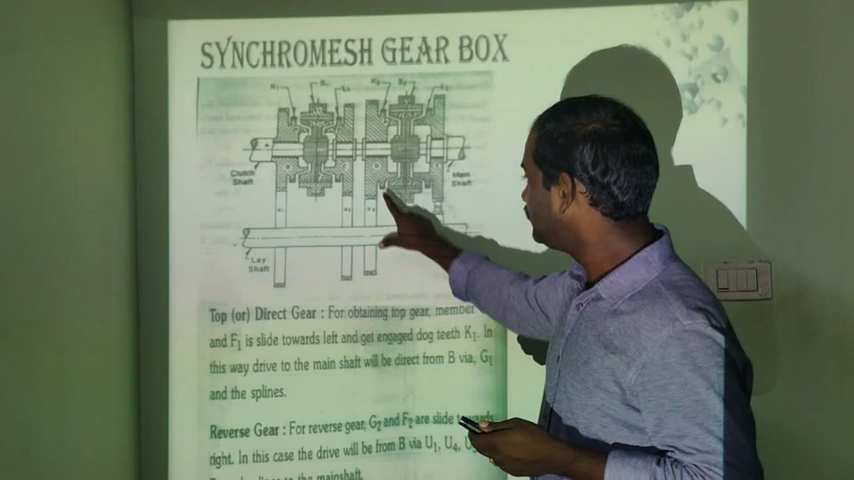 SYNCHROMESH GEAR BOX
Clutch
Shaft
Main
Shaft
Lay
Shaft
Top (or) Direct Gear : For obtaining top gear, member
and F1 is slide towards left and get engaged dog teeth K1. In
this way drive to the main shaft will be direct from B via, G1
and the splines.
Reverse Gear : For reverse gear, G2 and F2 are slide towards
right. In this case the drive will be from B via U1, U4,